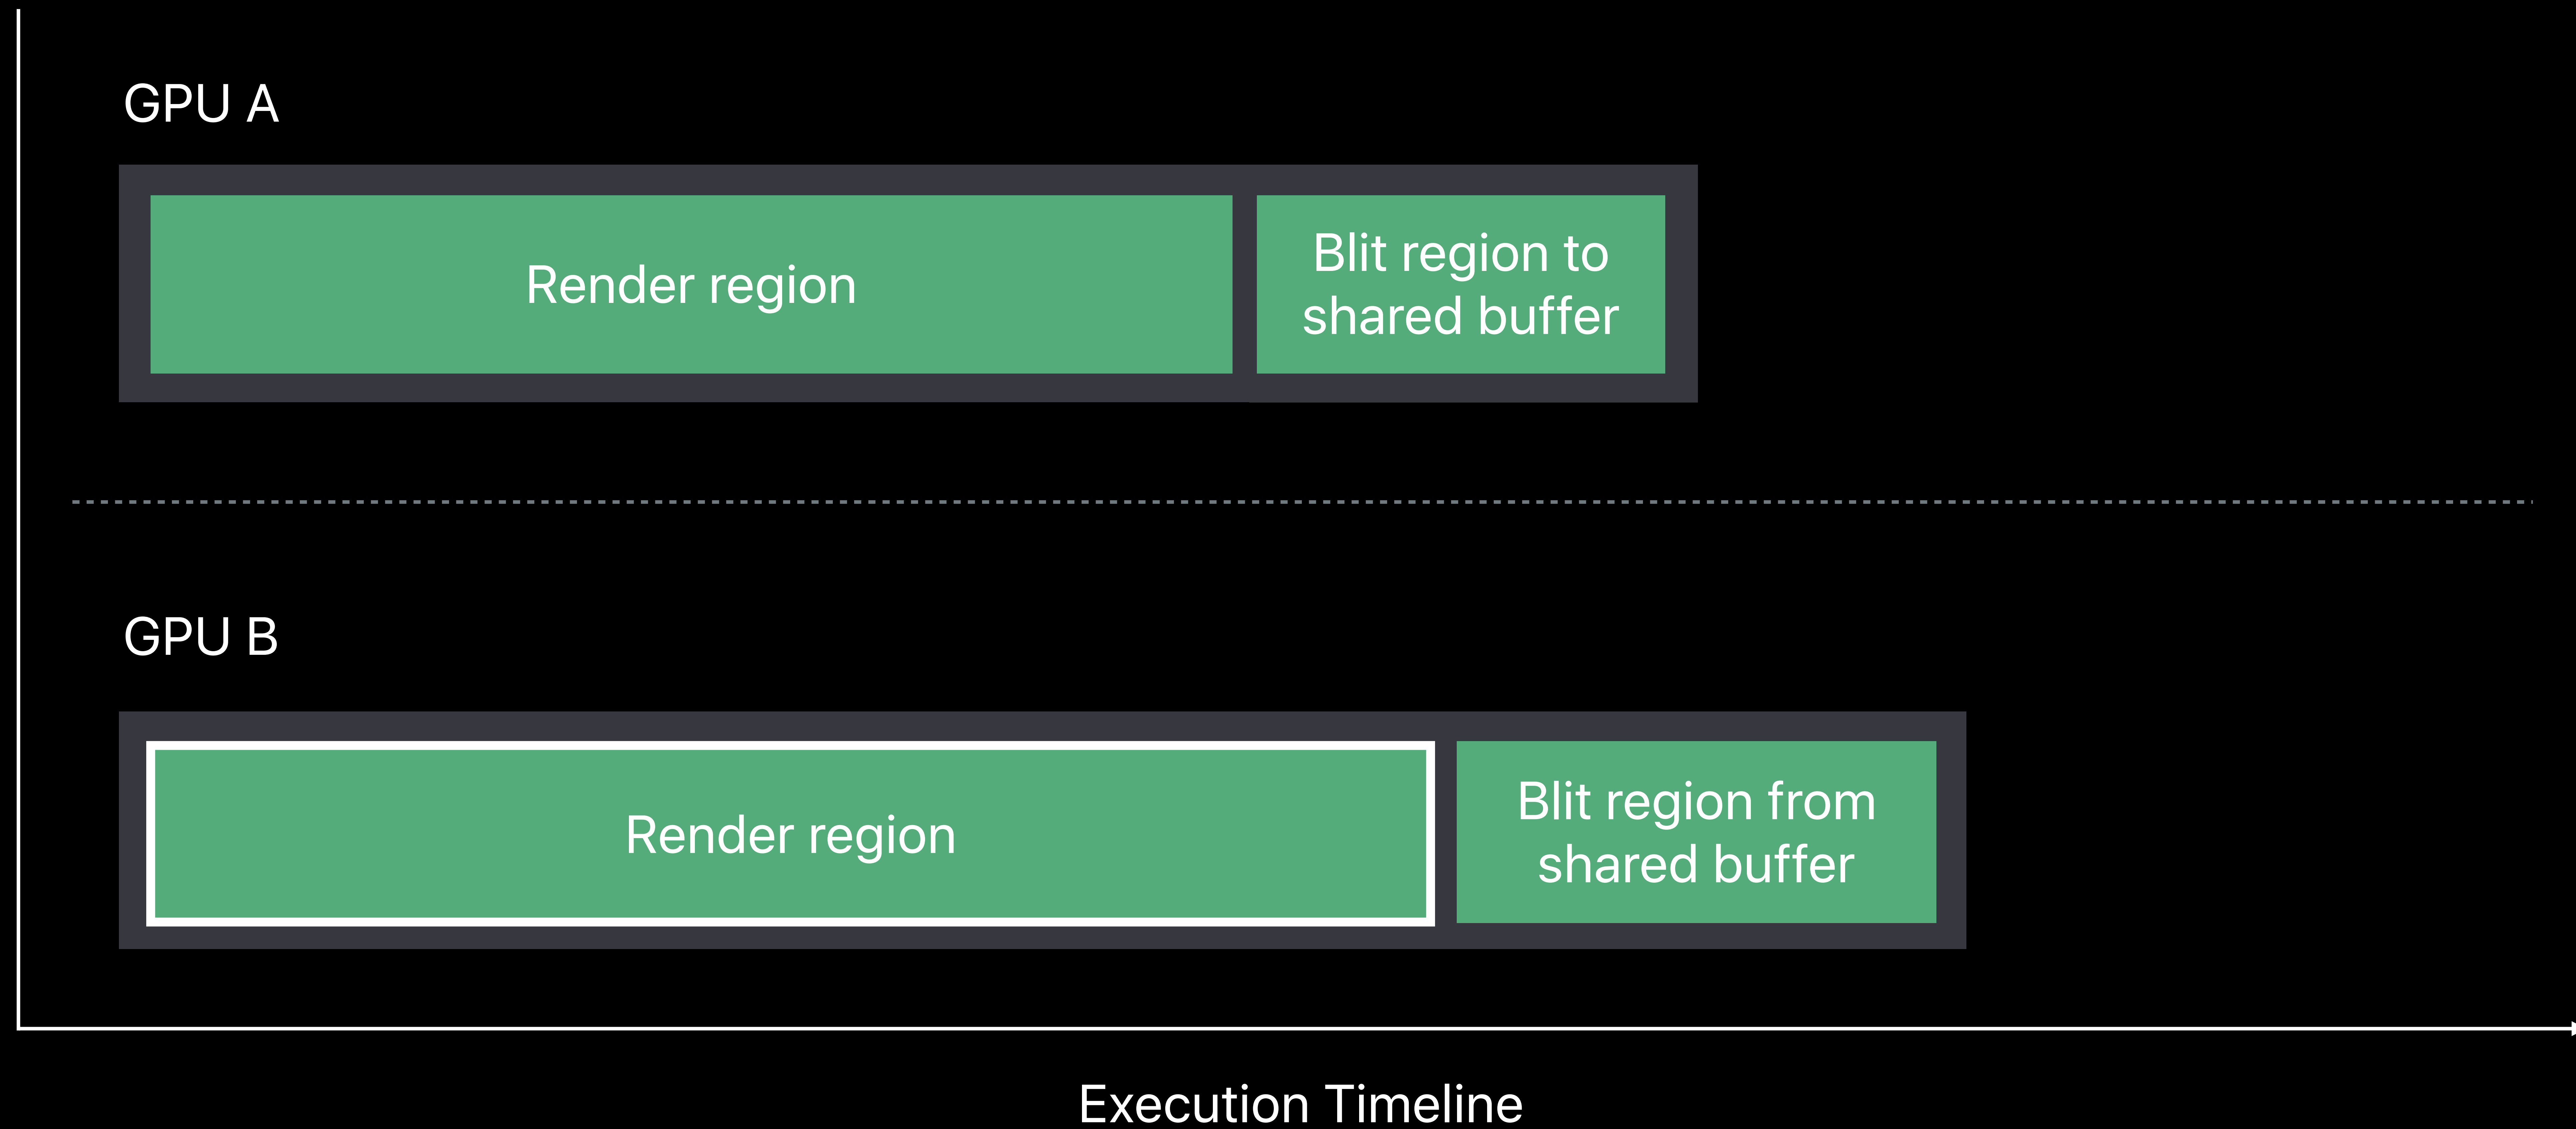 GPU A
Render region
Blit region to
shared buffer
GPU B
Render region
Blit region from
shared buffer
Execution Timeline